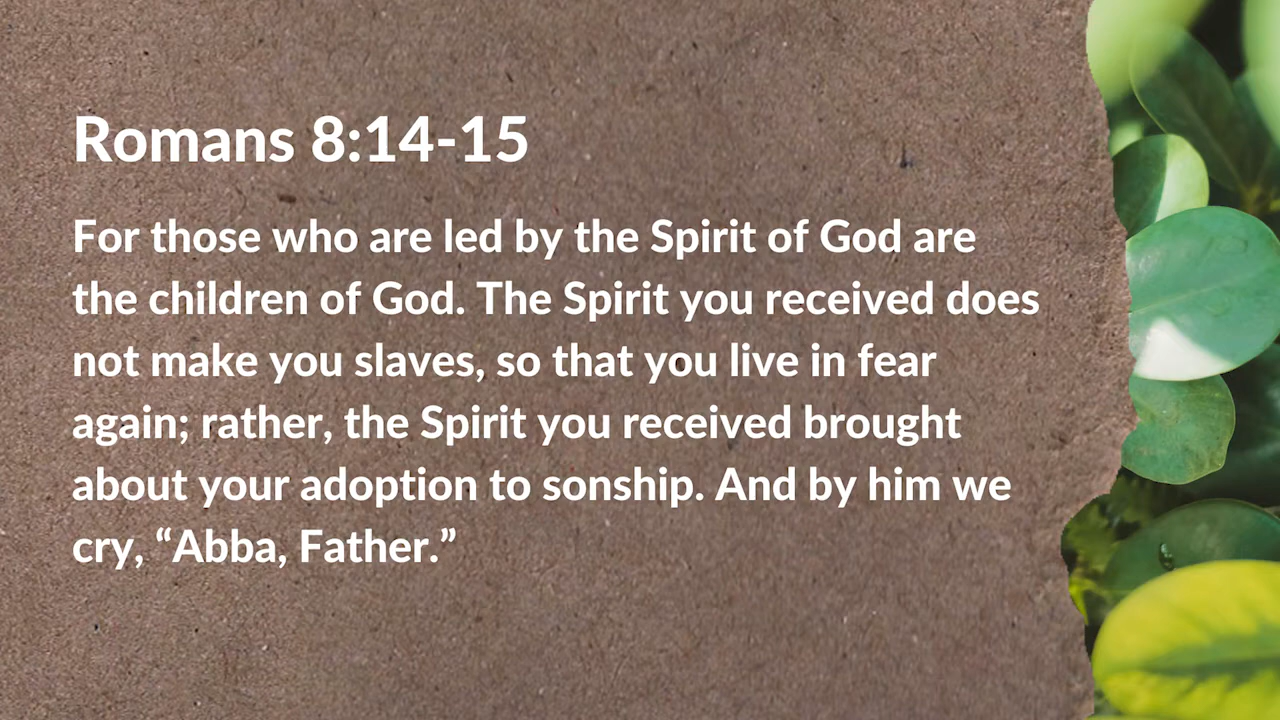 Romans 8:14-15
For those who are led by the Spirit of God are
the children of God. The Spirit you received does
not make you slaves, so that you live in fear
again; rather, the Spirit you received brought
about your adoption to sonship. And by him we
cry, “Abba, Father.”